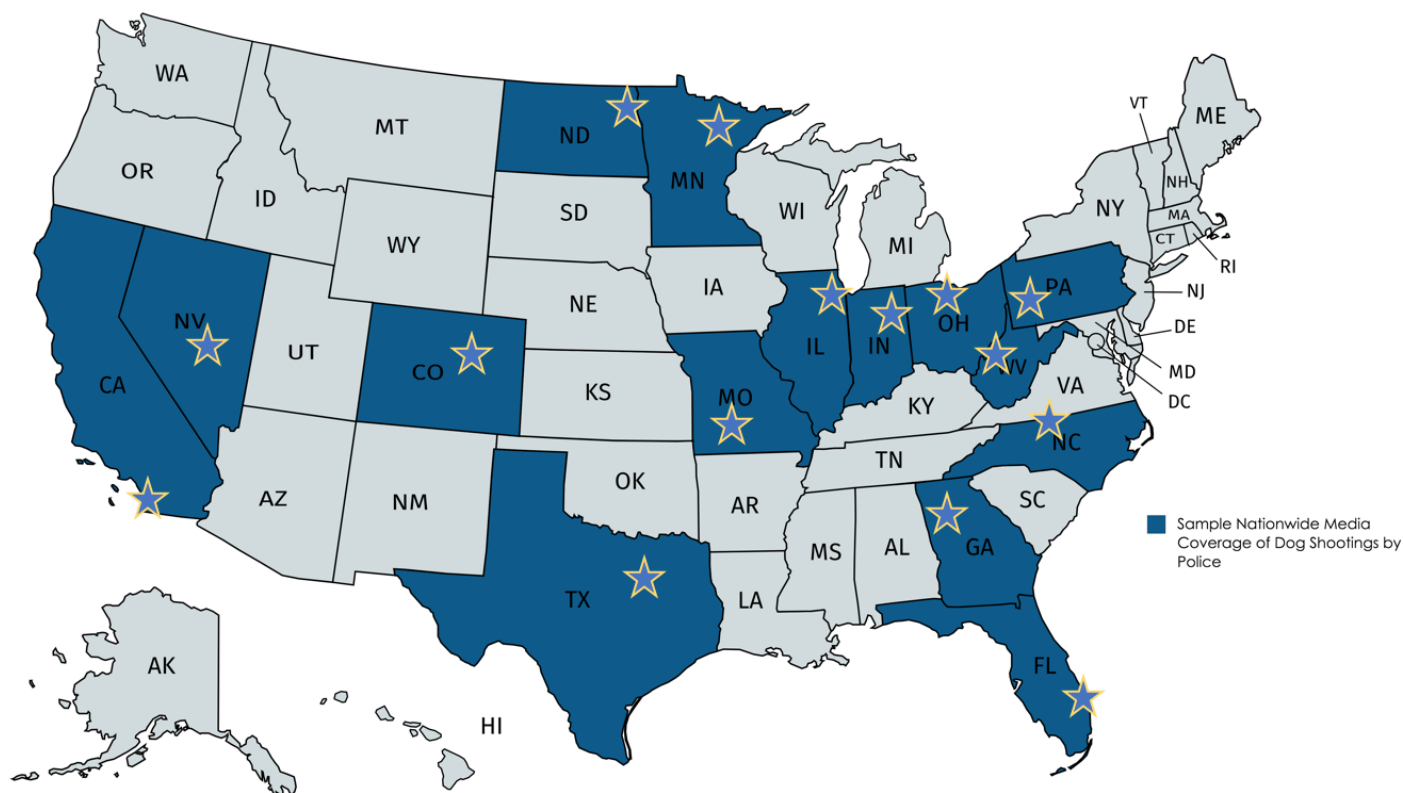 WA
MT
ND
MN
OR
ID
SD
WI
MI
WY
VT
ME
NH
NY
MA
CT
RI
IA
NE
PA
NJ
NV
UT
CO
IL
IN
OH
DE
CA
KS
MO
WV
KY
VA
MD
DC
NC
TN
AZ
NM
OK
AR
SC
MS
AL
GA
TX
LA
FL
AK
HI
Sample Nationwide Media
Coverage of Dog Shootings by
Police